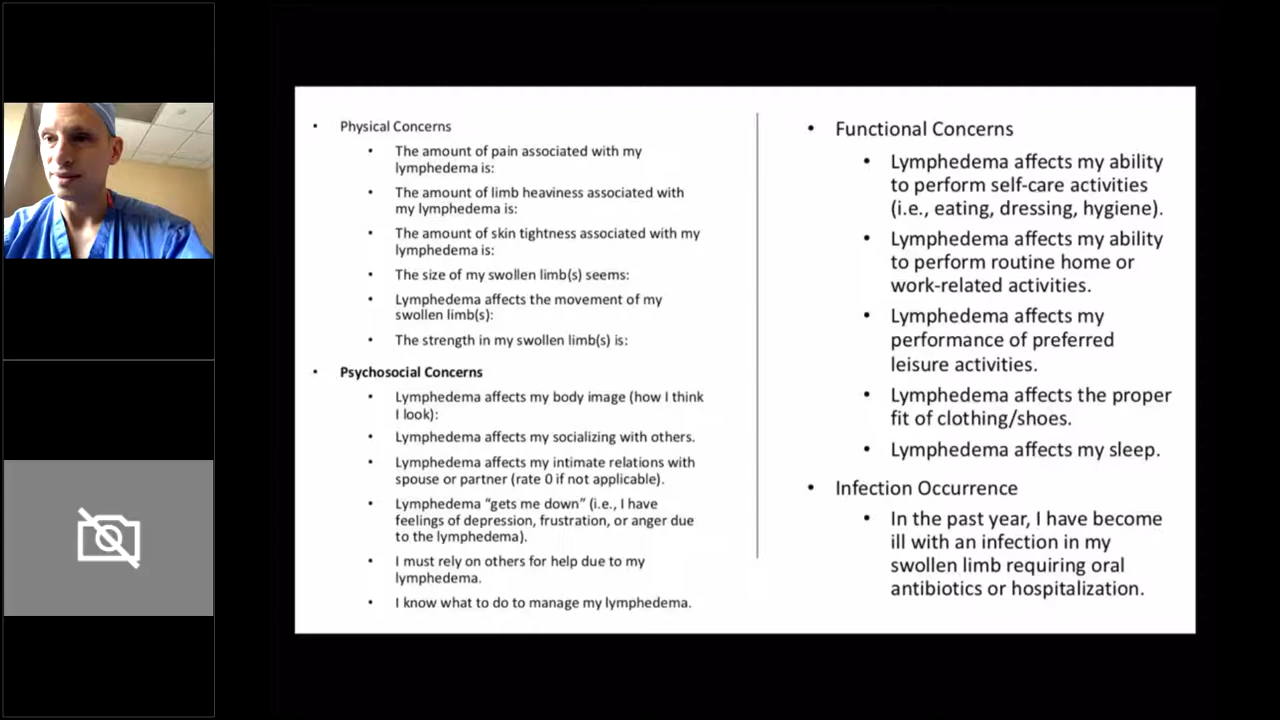 • Physical Concerns
• The amount of pain associated with my
lymphedema is:
• The amount of limb heaviness associated with
my lymphedema is:
• The amount of skin tightness associated with my
lymphedema is:
• The size of my swollen limb(s) seems:
• Lymphedema affects the movement of my
swollen limb(s):
• The strength in my swollen limb(s) is:
• Psychosocial Concerns
• Lymphedema affects my body image (how I think
I look):
• Lymphedema affects my socializing with others.
• Lymphedema affects my intimate relations with
spouse or partner (rate 0 if not applicable).
• Lymphedema “gets me down” (i.e., I have
feelings of depression, frustration, or anger due
to the lymphedema).
• I must rely on others for help due to my
lymphedema.
• I know what to do to manage my lymphedema.
• Functional Concerns
• Lymphedema affects my ability
to perform self-care activities
(i.e., eating, dressing, hygiene).
• Lymphedema affects my ability
to perform routine home or
work-related activities.
• Lymphedema affects my
performance of preferred
leisure activities.
• Lymphedema affects the proper
fit of clothing/shoes.
• Lymphedema affects my sleep.
• Infection Occurrence
• In the past year, I have become
ill with an infection in my
swollen limb requiring oral
antibiotics or hospitalization.